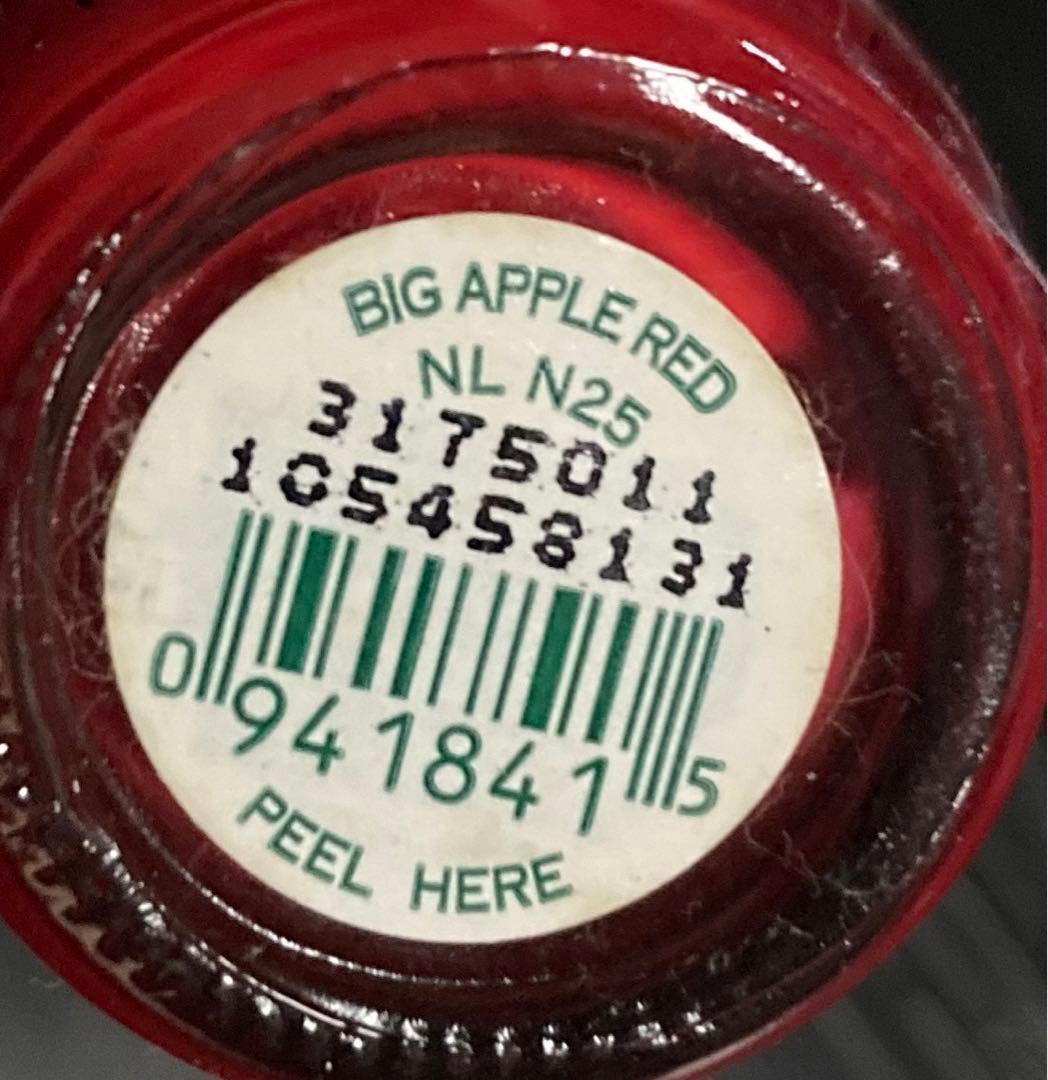 BIG APPLE RED
NL N25
3175011
105458131
0 941841 5
PEEL HERE